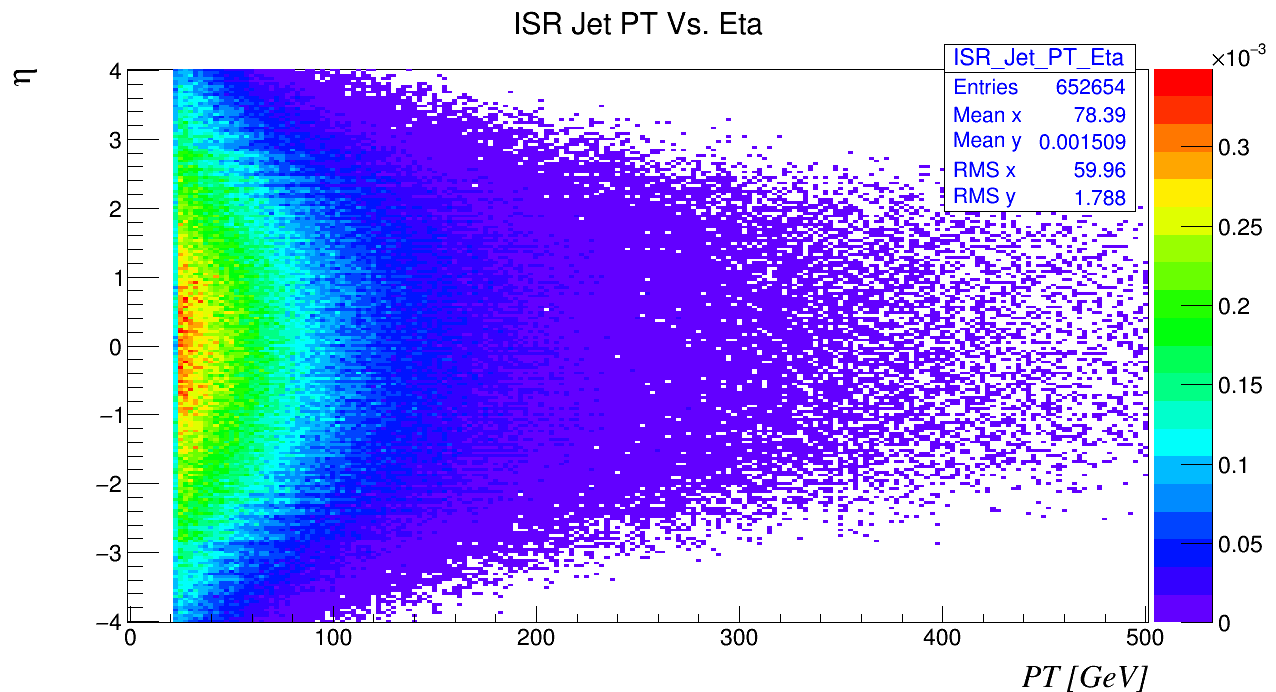 ISR Jet PT Vs. Eta
η
ISR_Jet_PT_Eta
Entries 652654
Mean x 78.39
Mean y 0.001509
RMS x 59.96
RMS y 1.788
×10⁻³
4
3
2
1
0
−1
−2
−3
−4
0 100 200 300 400 500
PT [GeV]
0.3
0.25
0.2
0.15
0.1
0.05
0